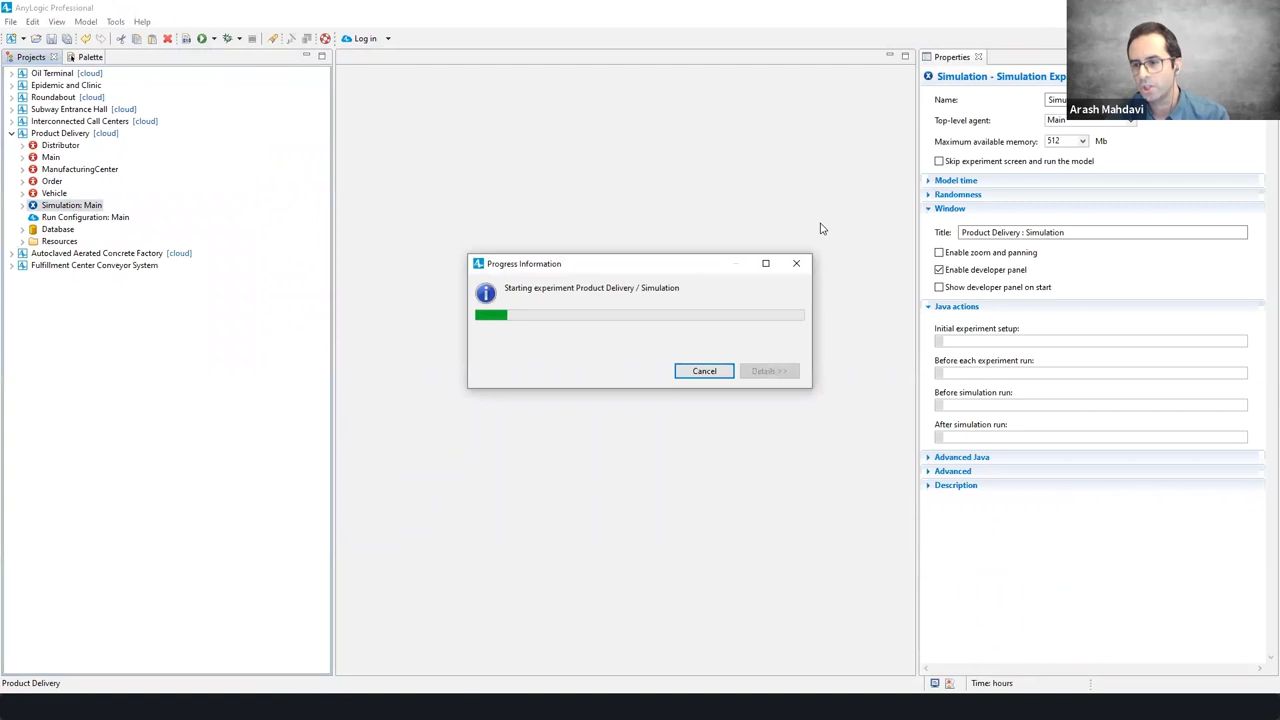 AnyLogic Professional
File Edit View Model Tools Help
Log in
Projects
Palette
Oil Terminal [cloud]
Epidemic and Clinic
Roundabout [cloud]
Subway Entrance Hall [cloud]
Interconnected Call Centers [cloud]
Product Delivery [cloud]
Distributor
Main
ManufacturingCenter
Order
Vehicle
Simulation: Main
Run Configuration: Main
Database
Resources
Autoclaved Aerated Concrete Factory [cloud]
Fulfillment Center Conveyor System
Progress Information
Starting experiment Product Delivery / Simulation
Cancel
Details >>
Properties
Simulation - Simulation Exp
Name: Simu
Top-level agent: Main
Maximum available memory: 512 Mb
Skip experiment screen and run the model
Model time
Randomness
Window
Title: Product Delivery : Simulation
Enable zoom and panning
Enable developer panel
Show developer panel on start
Java actions
Initial experiment setup:
Before each experiment run:
Before simulation run:
After simulation run:
Advanced Java
Advanced
Description
Arash Mahdavi
Product Delivery
Time: hours